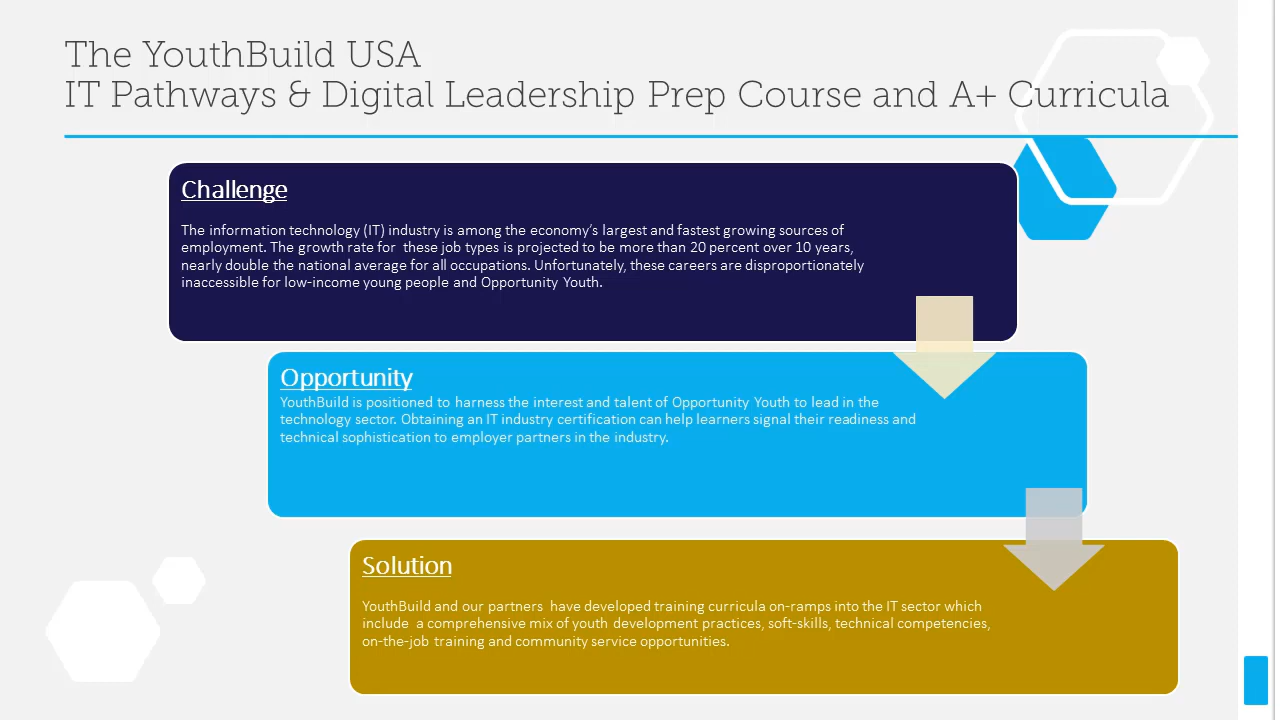 The YouthBuild USA
IT Pathways & Digital Leadership Prep Course and A+ Curricula
Challenge
The information technology (IT) industry is among the economy’s largest and fastest growing sources of
employment. The growth rate for  these job types is projected to be more than 20 percent over 10 years,
nearly double the national average for all occupations. Unfortunately, these careers are disproportionately
inaccessible for low-income young people and Opportunity Youth.
Opportunity
YouthBuild is positioned to harness the interest and talent of Opportunity Youth to lead in the
technology sector. Obtaining an IT industry certification can help learners signal their readiness and
technical sophistication to employer partners in the industry.
Solution
YouthBuild and our partners  have developed training curricula on-ramps into the IT sector which
include  a comprehensive mix of youth development practices, soft-skills, technical competencies,
on-the-job training and community service opportunities.